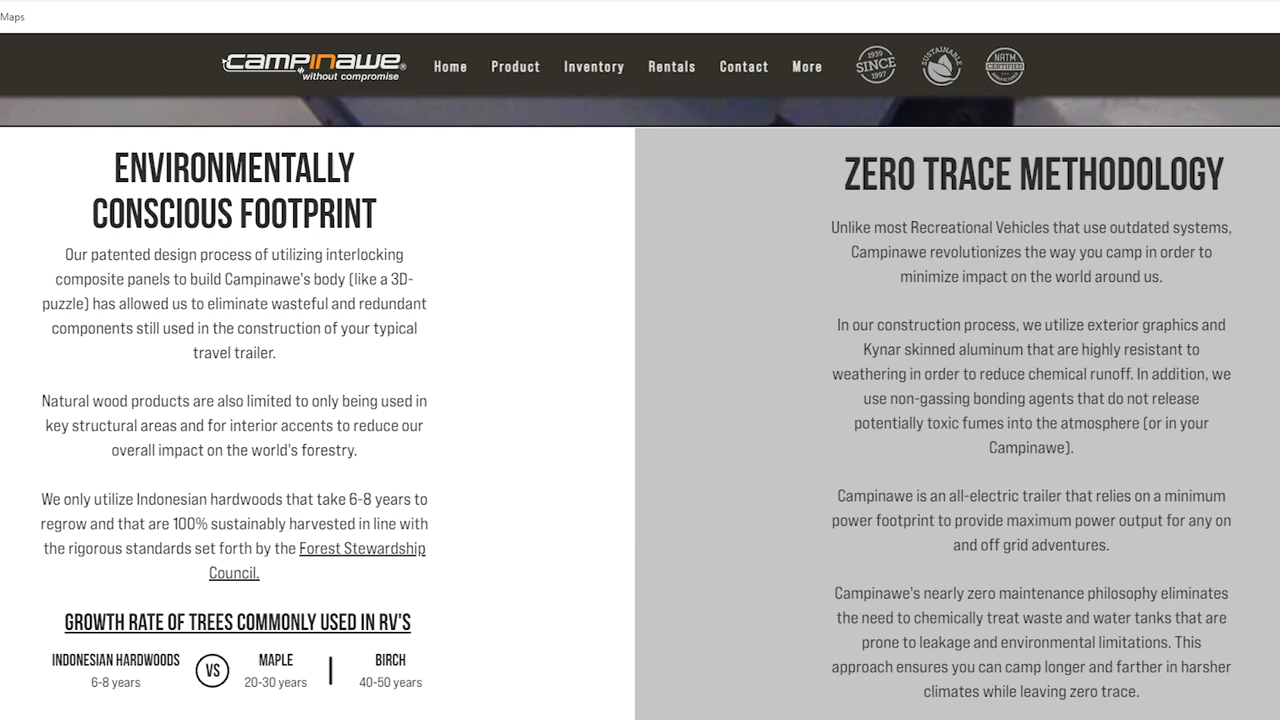 Maps
CAMPINAWE®
without compromise
Home Product Inventory Rentals Contact More
1939
SINCE
1997
SUSTAINABLE
NATM
CERTIFIED
ENVIRONMENTALLY
CONSCIOUS FOOTPRINT
Our patented design process of utilizing interlocking
composite panels to build Campinawe's body (like a 3D-
puzzle) has allowed us to eliminate wasteful and redundant
components still used in the construction of your typical
travel trailer.
Natural wood products are also limited to only being used in
key structural areas and for interior accents to reduce our
overall impact on the world's forestry.
We only utilize Indonesian hardwoods that take 6-8 years to
regrow and that are 100% sustainably harvested in line with
the rigorous standards set forth by the Forest Stewardship
Council.
GROWTH RATE OF TREES COMMONLY USED IN RV'S
INDONESIAN HARDWOODS VS MAPLE | BIRCH
6-8 years 20-30 years 40-50 years
ZERO TRACE METHODOLOGY
Unlike most Recreational Vehicles that use outdated systems,
Campinawe revolutionizes the way you camp in order to
minimize impact on the world around us.
In our construction process, we utilize exterior graphics and
Kynar skinned aluminum that are highly resistant to
weathering in order to reduce chemical runoff. In addition, we
use non-gassing bonding agents that do not release
potentially toxic fumes into the atmosphere (or in your
Campinawe).
Campinawe is an all-electric trailer that relies on a minimum
power footprint to provide maximum power output for any on
and off grid adventures.
Campinawe's nearly zero maintenance philosophy eliminates
the need to chemically treat waste and water tanks that are
prone to leakage and environmental limitations. This
approach ensures you can camp longer and farther in harsher
climates while leaving zero trace.